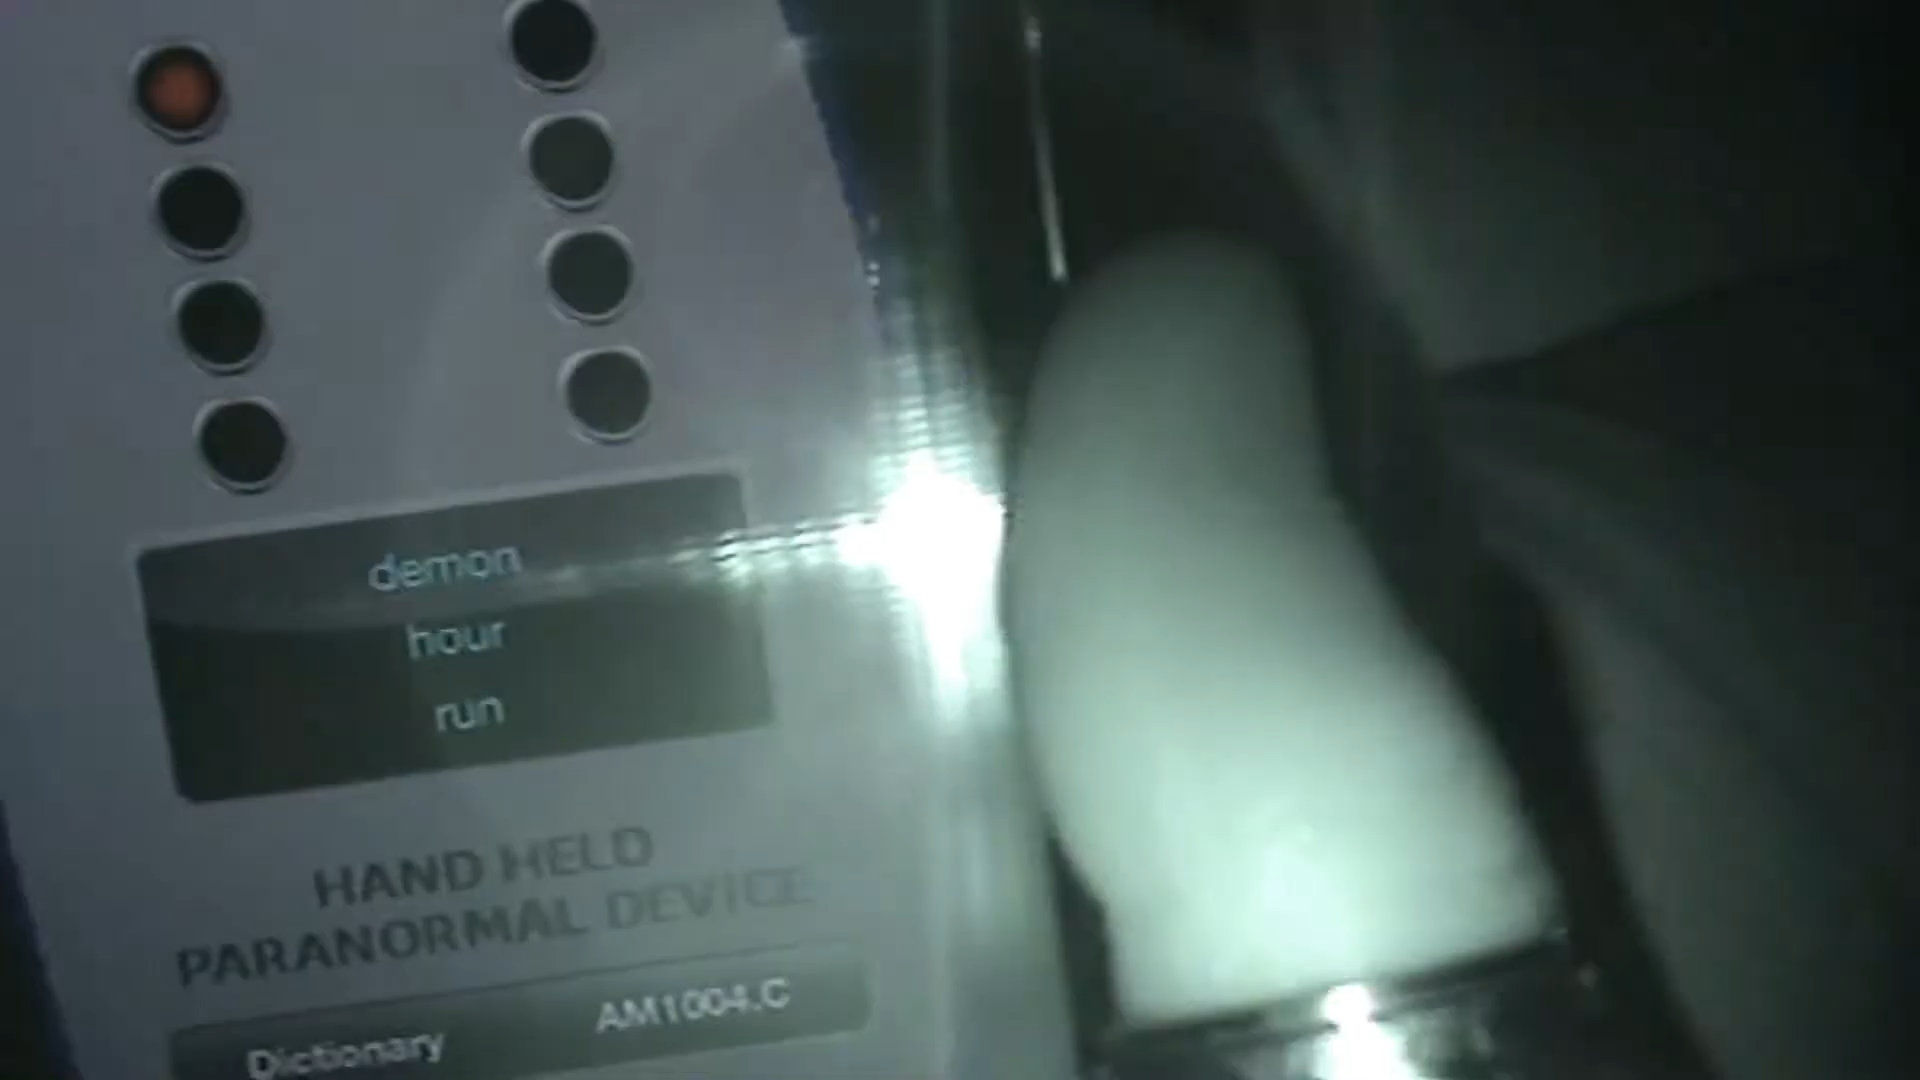 demon
hour
run
HAND HELD
PARANORMAL DEVICE
Dictionary AM1004.C